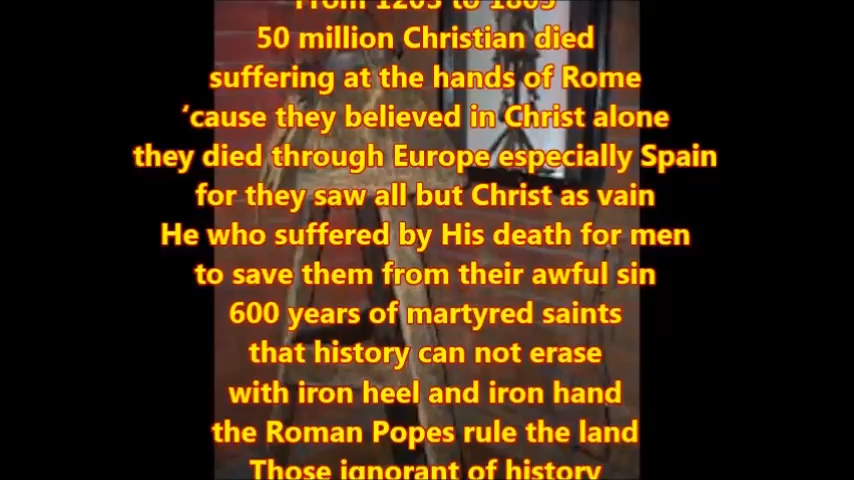 From 1203 to 1805
50 million Christian died
suffering at the hands of Rome
‘cause they believed in Christ alone
they died through Europe especially Spain
for they saw all but Christ as vain
He who suffered by His death for men
to save them from their awful sin
600 years of martyred saints
that history can not erase
with iron heel and iron hand
the Roman Popes rule the land
Those ignorant of history